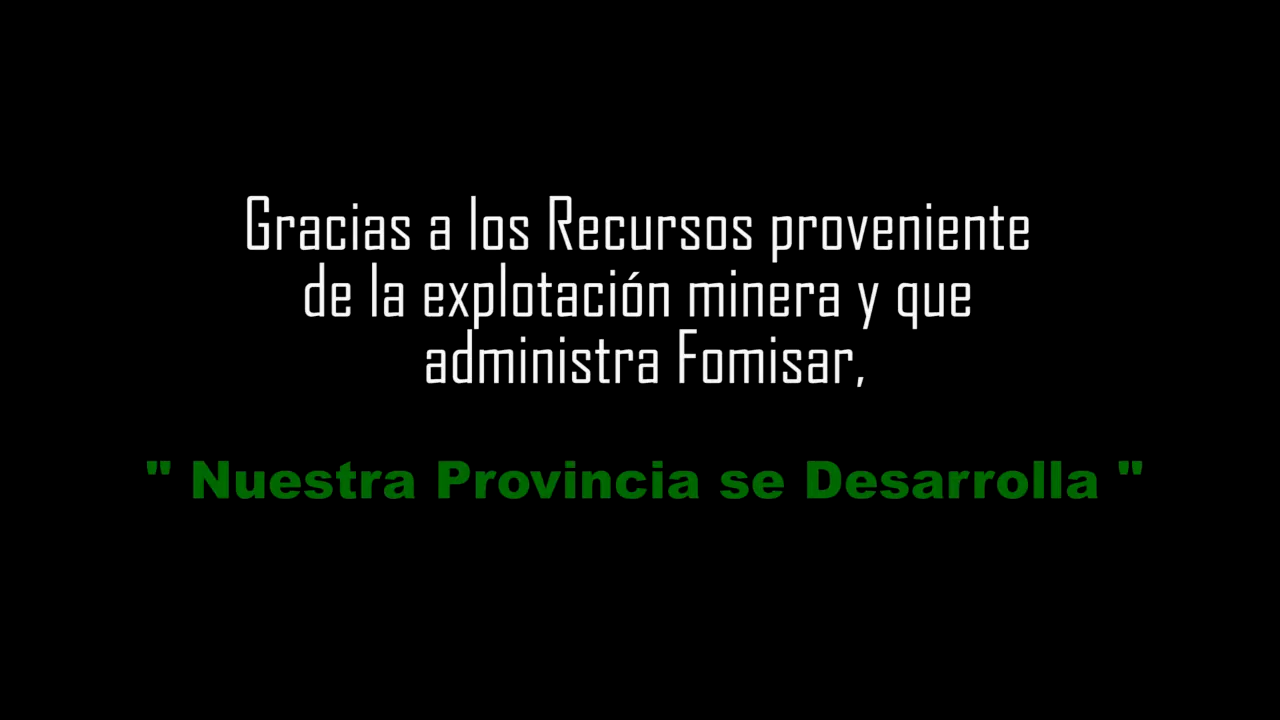 Gracias a los Recursos proveniente
de la explotación minera y que
administra Fomisar,
" Nuestra Provincia se Desarrolla "